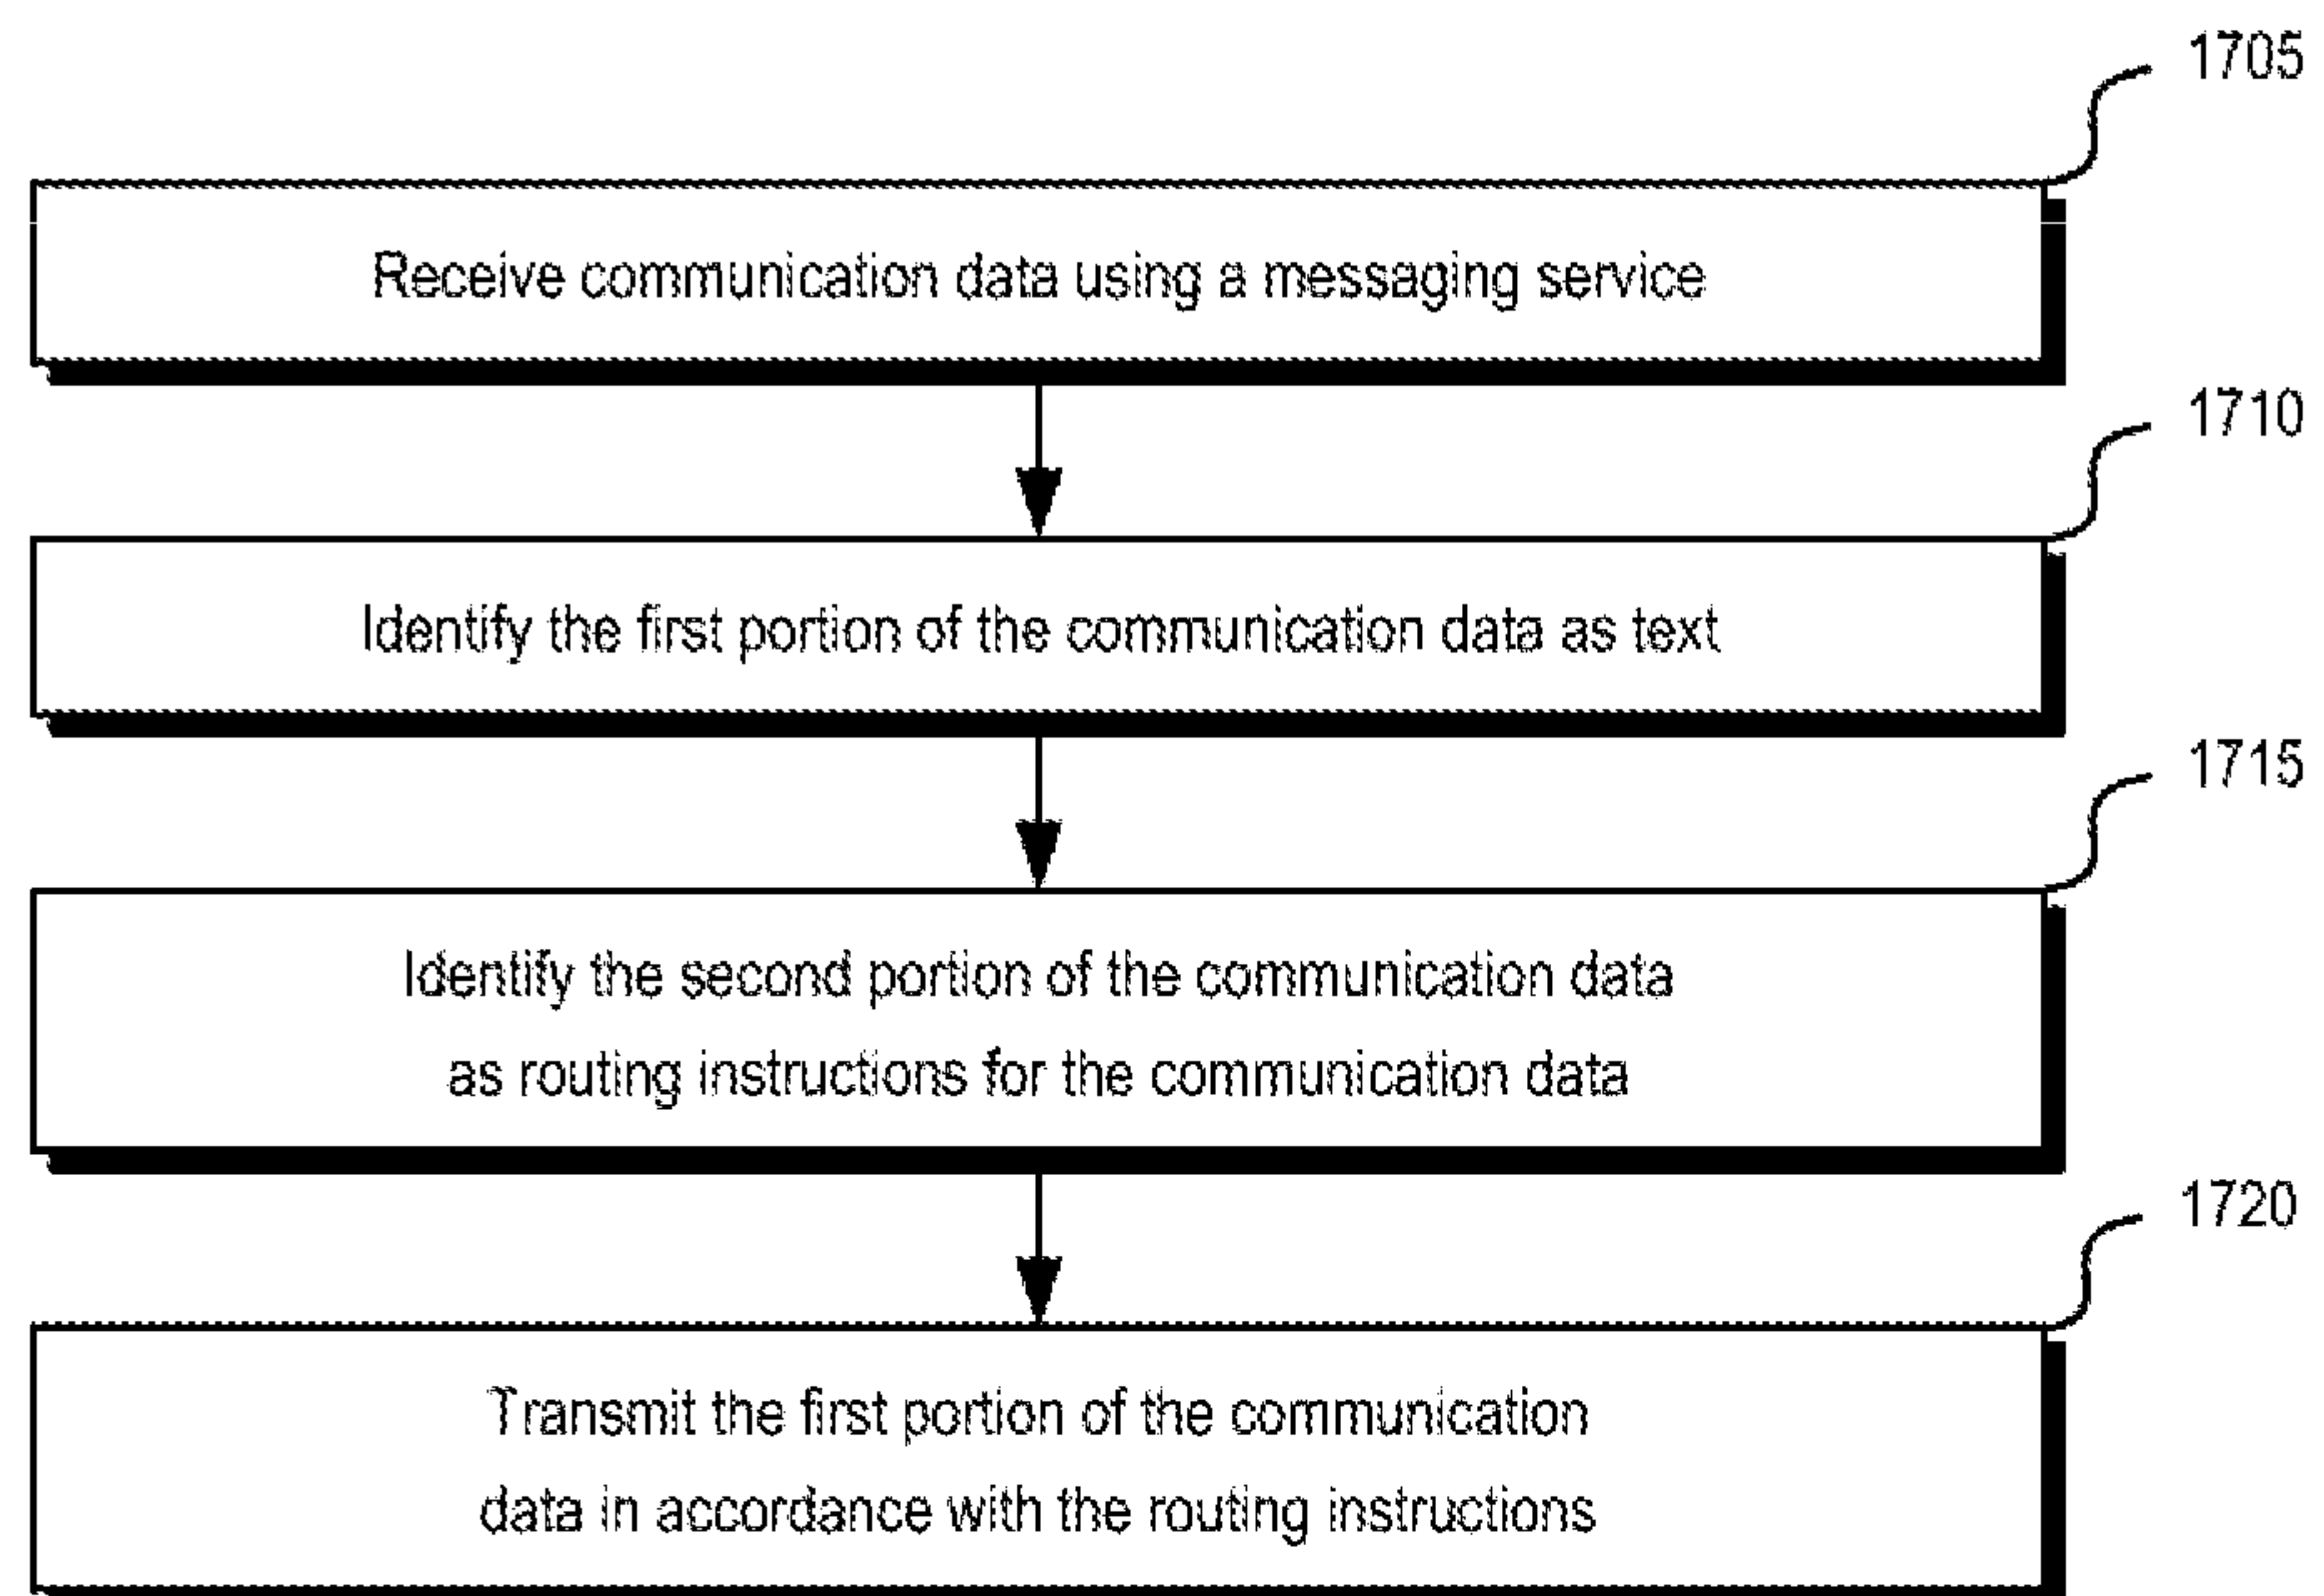 1705
Receive communication data using a messaging service
1710
Identify the first portion of the communication data as text
1715
Identify the second portion of the communication data
as routing instructions for the communication data
1720
Transmit the first portion of the communication
data in accordance with the routing instructions